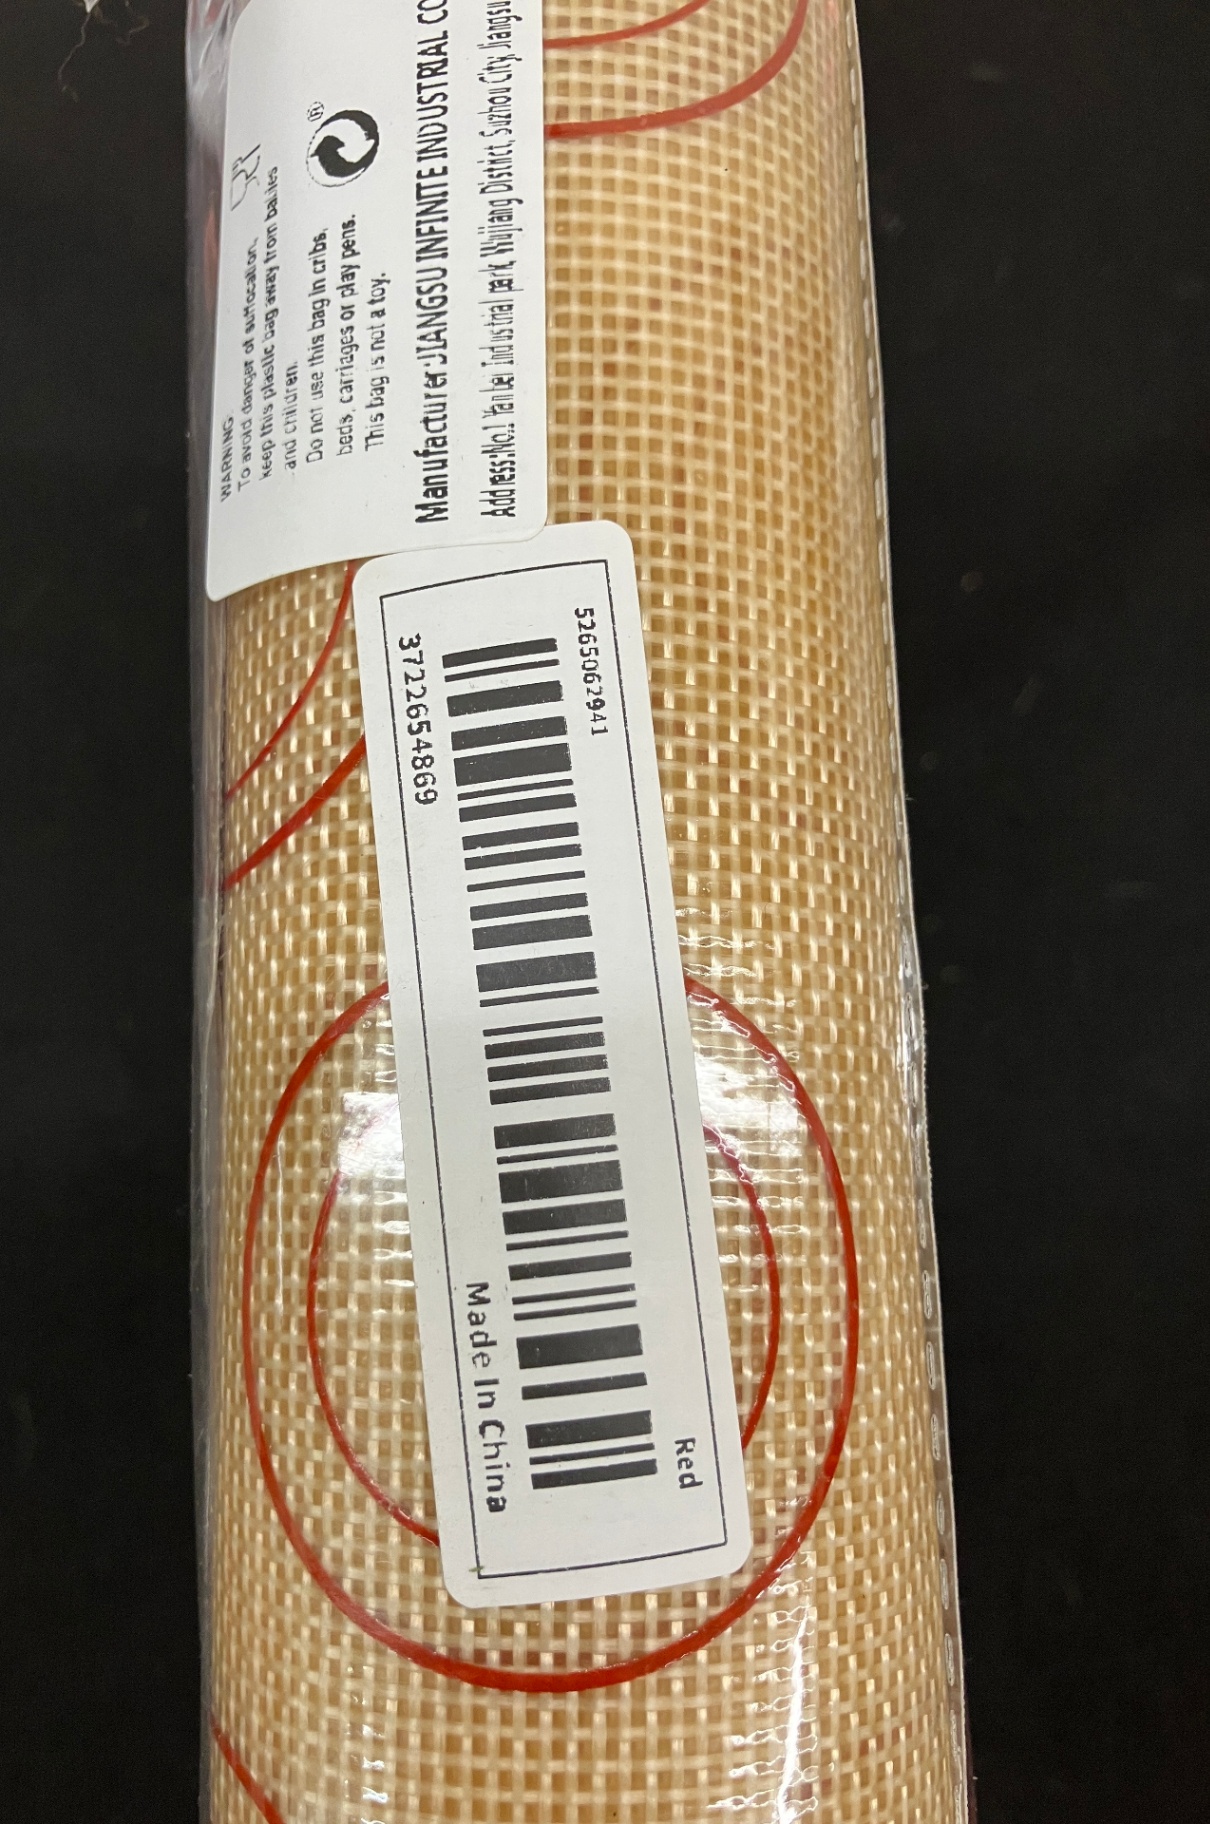 WARNING:
To avoid danger of suffocation,
keep this plastic bag away from babies
and children.
Do not use this bag in cribs,
beds, carriages or play pens.
This bag is not a toy.
®
Manufacturer:JIANGSU INFINITE INDUSTRIAL CO
Address:No.1 Yanbei Industrial park, Wujiang District, Suzhou City, Jiangsu
5265062941
3722654869
Red
Made In China